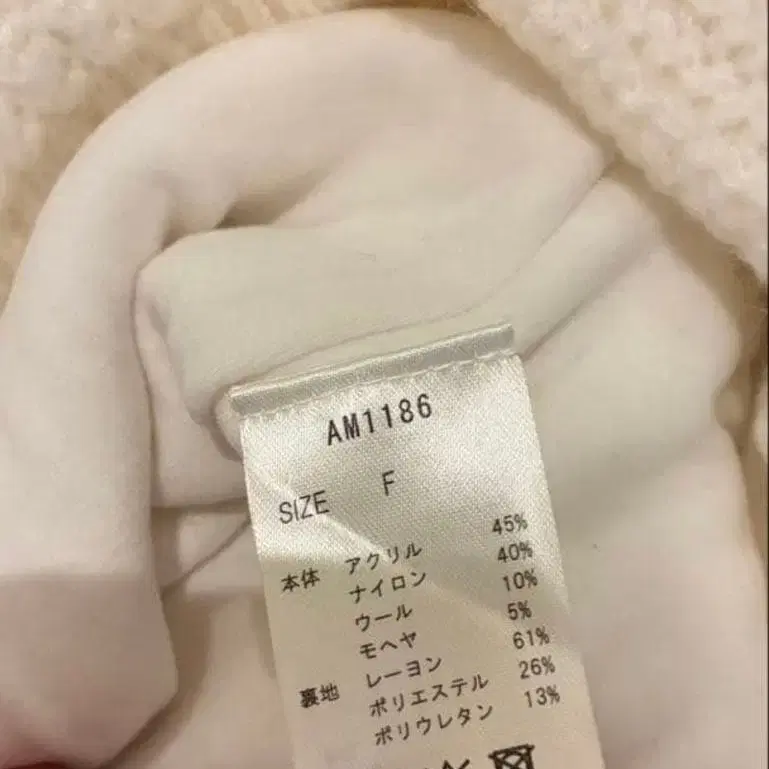 AM1186
SIZE F
本体 アクリル 45%
ナイロン 40%
ウール 10%
モヘヤ 5%
裏地 レーヨン 61%
ポリエステル 26%
ポリウレタン 13%